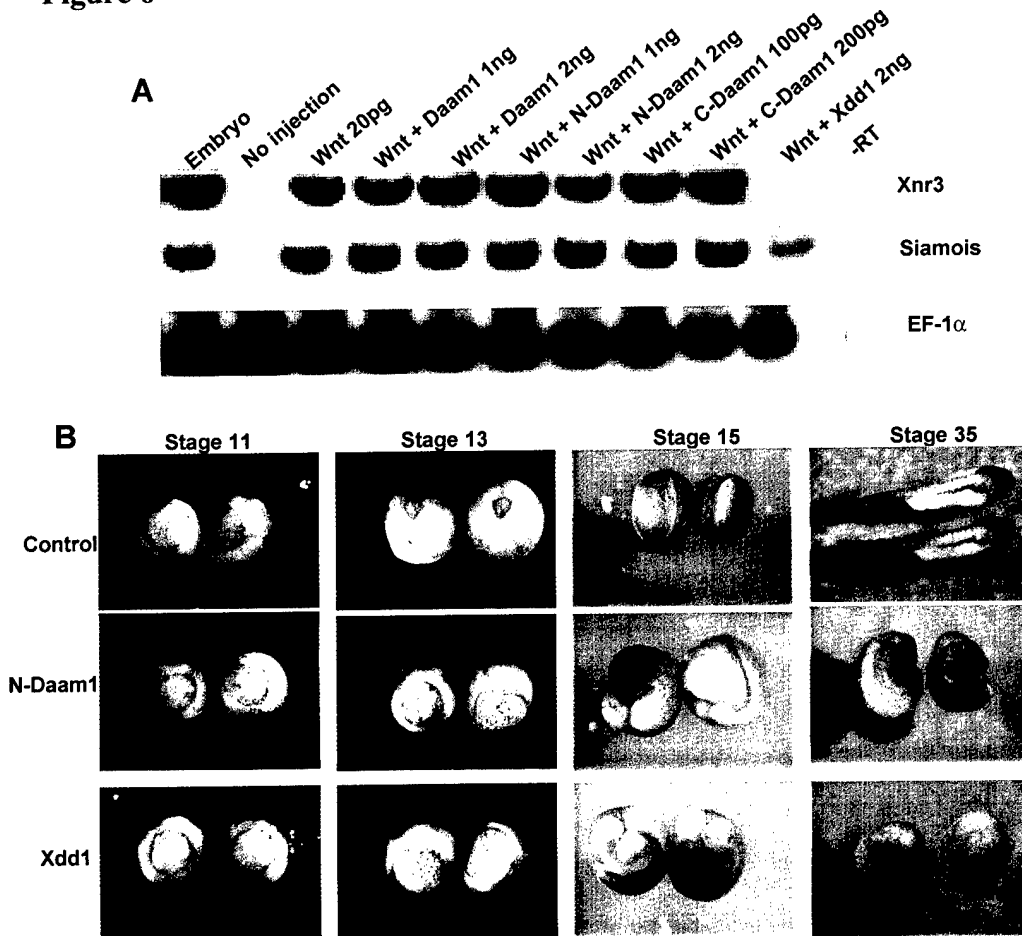 A
Embryo
No injection
Wnt 20pg
Wnt + Daam1 1ng
Wnt + Daam1 2ng
Wnt + N-Daam1 1ng
Wnt + N-Daam1 2ng
Wnt + C-Daam1 100pg
Wnt + C-Daam1 200pg
Wnt + Xdd1 2ng
-RT
Xnr3
Siamois
EF-1α
B
Stage 11
Stage 13
Stage 15
Stage 35
Control
N-Daam1
Xdd1